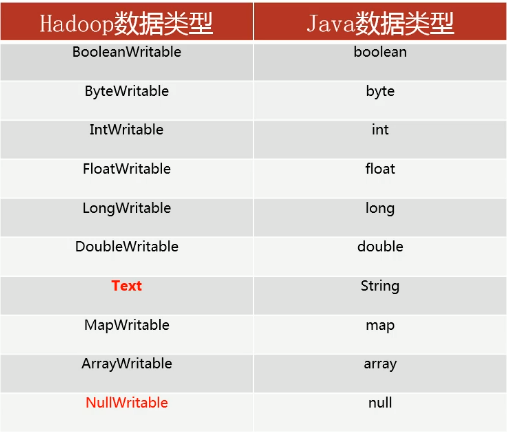 Hadoop数据类型 Java数据类型
BooleanWritable boolean
ByteWritable byte
IntWritable int
FloatWritable float
LongWritable long
DoubleWritable double
Text String
MapWritable map
ArrayWritable array
NullWritable null